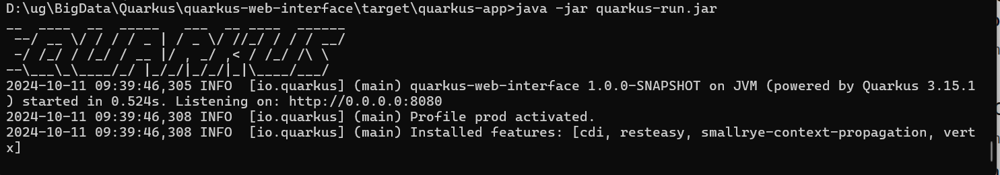 D:\ug\BigData\Quarkus\quarkus-web-interface\target\quarkus-app>java -jar quarkus-run.jar
__  ____  __  _____   ___  __ ____  ______
 --/ __ \/ / / / _ | / _ \/ //_/ / / / __/
 -/ /_/ / /_/ / __ |/ , _/ ,< / /_/ /\ \
--\___\_\____/_/ |_/_/|_/_/|_|\____/___/
2024-10-11 09:39:46,305 INFO  [io.quarkus] (main) quarkus-web-interface 1.0.0-SNAPSHOT on JVM (powered by Quarkus 3.15.1
) started in 0.524s. Listening on: http://0.0.0.0:8080
2024-10-11 09:39:46,308 INFO  [io.quarkus] (main) Profile prod activated.
2024-10-11 09:39:46,308 INFO  [io.quarkus] (main) Installed features: [cdi, resteasy, smallrye-context-propagation, vert
x]